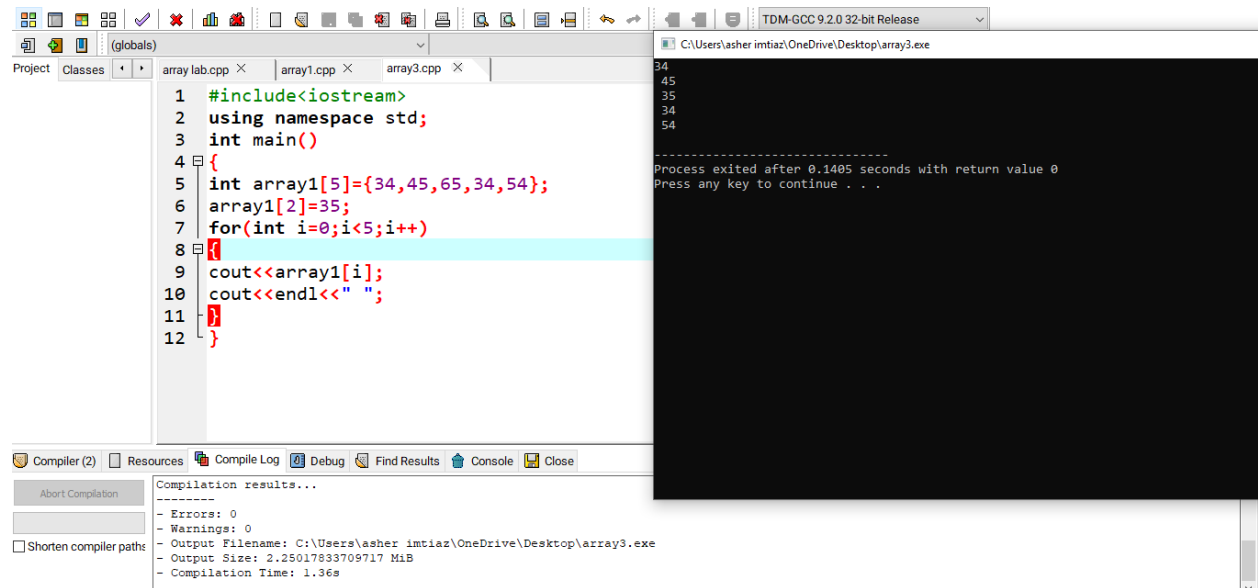 TDM-GCC 9.2.0 32-bit Release
(globals)
C:\Users\asher imtiaz\OneDrive\Desktop\array3.exe
Project Classes
array lab.cpp array1.cpp array3.cpp
1 #include<iostream>
2 using namespace std;
3 int main()
4 {
5 int array1[5]={34,45,65,34,54};
6 array1[2]=35;
7 for(int i=0;i<5;i++)
8 {
9 cout<<array1[i];
10 cout<<endl<<" ";
11 }
12 }
34
45
35
34
54
--------------------------------
Process exited after 0.1405 seconds with return value 0
Press any key to continue . . .
Compiler (2) Resources Compile Log Debug Find Results Console Close
Abort Compilation
Shorten compiler paths
Compilation results...
--------
- Errors: 0
- Warnings: 0
- Output Filename: C:\Users\asher imtiaz\OneDrive\Desktop\array3.exe
- Output Size: 2.25017833709717 MiB
- Compilation Time: 1.36s